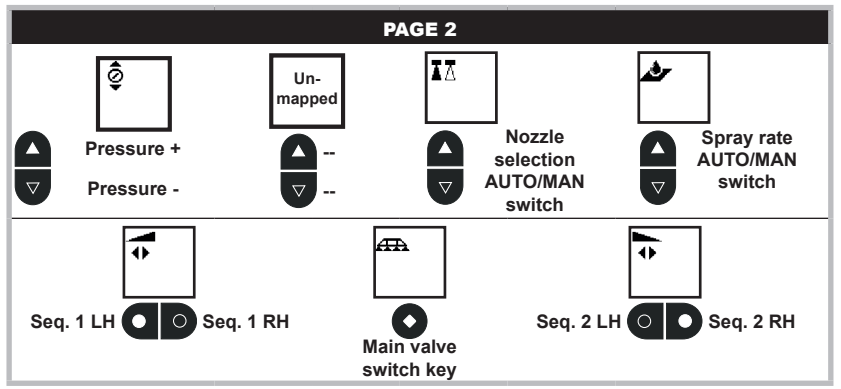 PAGE 2
Un-
mapped
Pressure +
Pressure -
--
--
Nozzle
selection
AUTO/MAN
switch
Spray rate
AUTO/MAN
switch
Seq. 1 LH
Seq. 1 RH
Main valve
switch key
Seq. 2 LH
Seq. 2 RH